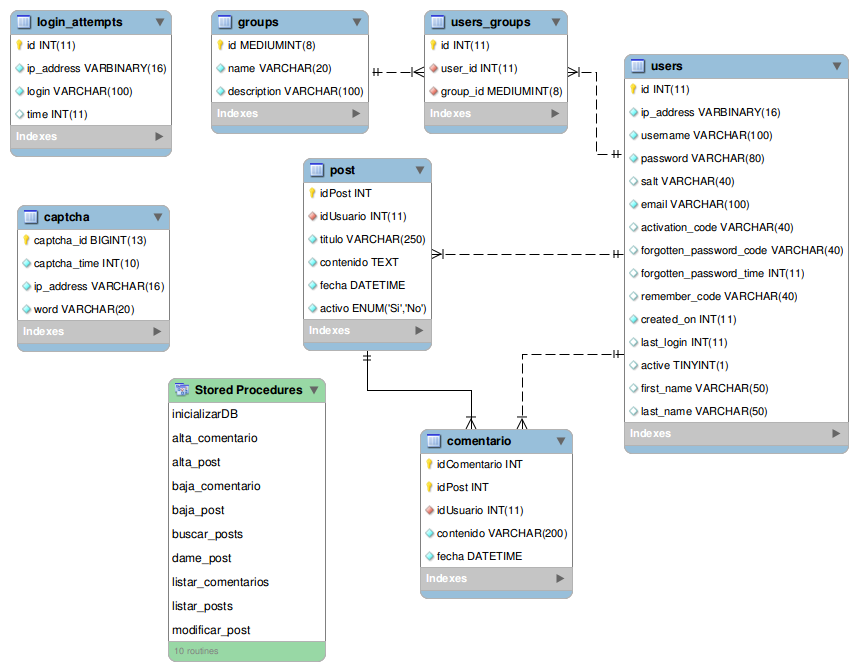 login_attempts
id INT(11)
ip_address VARBINARY(16)
login VARCHAR(100)
time INT(11)
Indexes
groups
id MEDIUMINT(8)
name VARCHAR(20)
description VARCHAR(100)
Indexes
users_groups
id INT(11)
user_id INT(11)
group_id MEDIUMINT(8)
Indexes
users
id INT(11)
ip_address VARBINARY(16)
username VARCHAR(100)
password VARCHAR(80)
salt VARCHAR(40)
email VARCHAR(100)
activation_code VARCHAR(40)
forgotten_password_code VARCHAR(40)
forgotten_password_time INT(11)
remember_code VARCHAR(40)
created_on INT(11)
last_login INT(11)
active TINYINT(1)
first_name VARCHAR(50)
last_name VARCHAR(50)
Indexes
post
idPost INT
idUsuario INT(11)
titulo VARCHAR(250)
contenido TEXT
fecha DATETIME
activo ENUM('Si','No')
Indexes
captcha
captcha_id BIGINT(13)
captcha_time INT(10)
ip_address VARCHAR(16)
word VARCHAR(20)
Indexes
Stored Procedures
inicializarDB
alta_comentario
alta_post
baja_comentario
baja_post
buscar_posts
dame_post
listar_comentarios
listar_posts
modificar_post
10 routines
comentario
idComentario INT
idPost INT
idUsuario INT(11)
contenido VARCHAR(200)
fecha DATETIME
Indexes